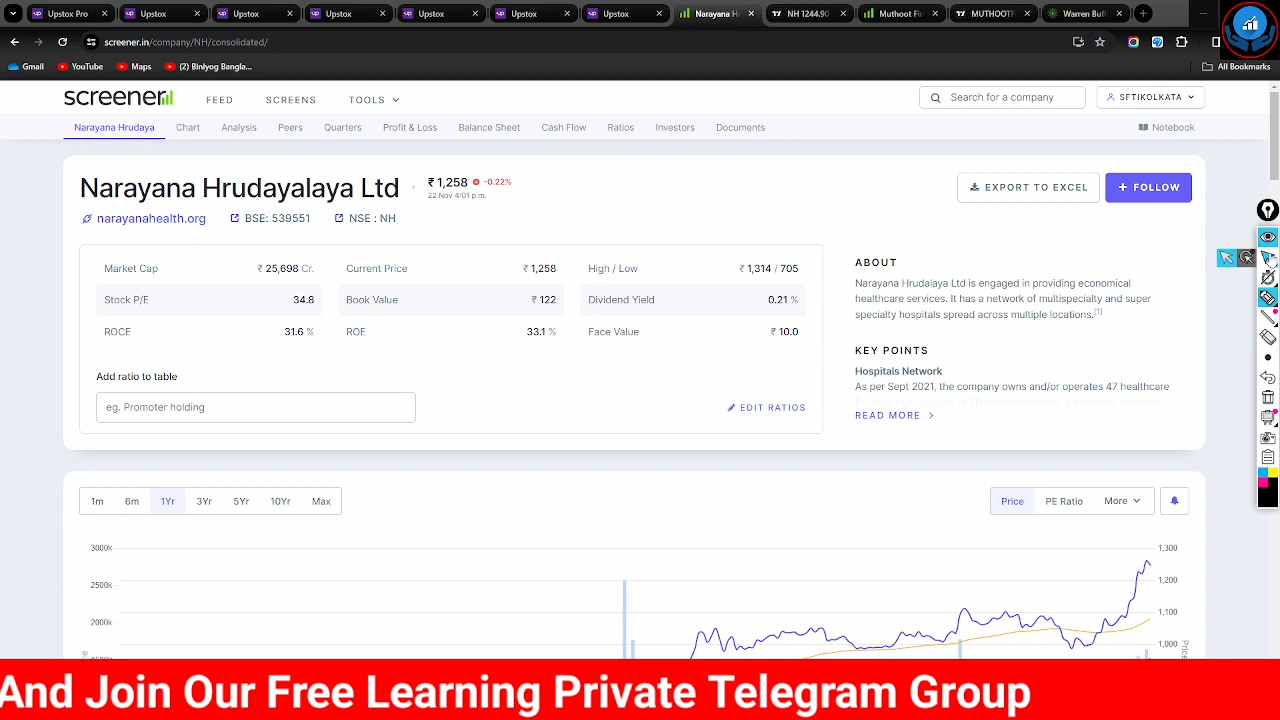 Upstox Pro
Upstox
Upstox
Upstox
Upstox
Upstox
Upstox
Narayana H
NH 1244.90
Muthoot Fin
MUTHOOTF
Warren Buf
screener.in/company/NH/consolidated/
Gmail
YouTube
Maps
(2) Biniyog Bangla...
All Bookmarks
screener
FEED
SCREENS
TOOLS
Search for a company
SFTIKOLKATA
Narayana Hrudaya
Chart
Analysis
Peers
Quarters
Profit & Loss
Balance Sheet
Cash Flow
Ratios
Investors
Documents
Notebook
Narayana Hrudayalaya Ltd
₹ 1,258 -0.22%
22 Nov 4:01 p.m.
EXPORT TO EXCEL
+ FOLLOW
narayanahealth.org
BSE: 539551
NSE : NH
Market Cap ₹ 25,698 Cr.
Current Price ₹ 1,258
High / Low ₹ 1,314 / 705
Stock P/E 34.8
Book Value ₹ 122
Dividend Yield 0.21 %
ROCE 31.6 %
ROE 33.1 %
Face Value ₹ 10.0
Add ratio to table
eg. Promoter holding
EDIT RATIOS
ABOUT
Narayana Hrudalaya Ltd is engaged in providing economical
healthcare services. It has a network of multispecialty and super
specialty hospitals spread across multiple locations.[1]
KEY POINTS
Hospitals Network
As per Sept 2021, the company owns and/or operates 47 healthcare
READ MORE
1m
6m
1Yr
3Yr
5Yr
10Yr
Max
Price
PE Ratio
More
3000k
2500k
2000k
1,300
1,200
1,100
1,000
And Join Our Free Learning Private Telegram Group